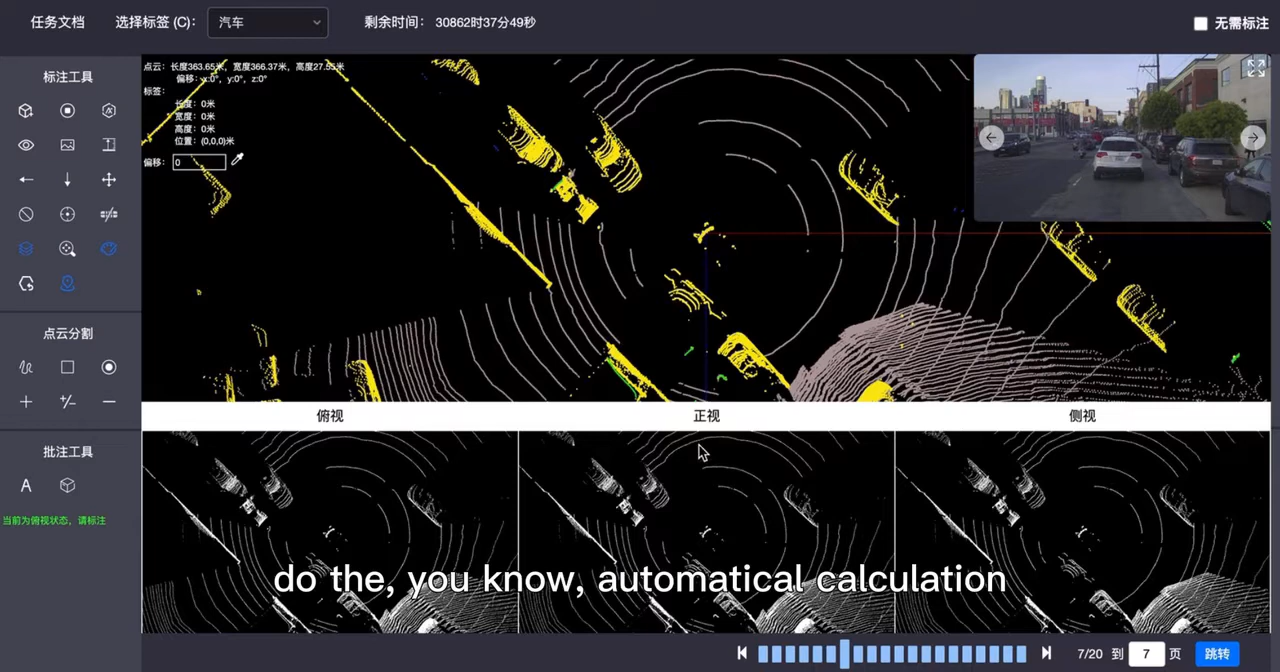 任务文档 选择标签 (C): 汽车 剩余时间: 30862时37分49秒 无需标注
标注工具
点云: 长度363.65米, 宽度366.37米, 高度27.55米
偏移: x:0°, y:0°, z:0°
标签:
长度: 0米
宽度: 0米
高度: 0米
位置: (0,0,0)米
偏移: 0
点云分割
俯视 正视 侧视
批注工具
A
当前为俯视状态, 请标注
do the, you know, automatical calculation
7/20 到 7 页 跳转